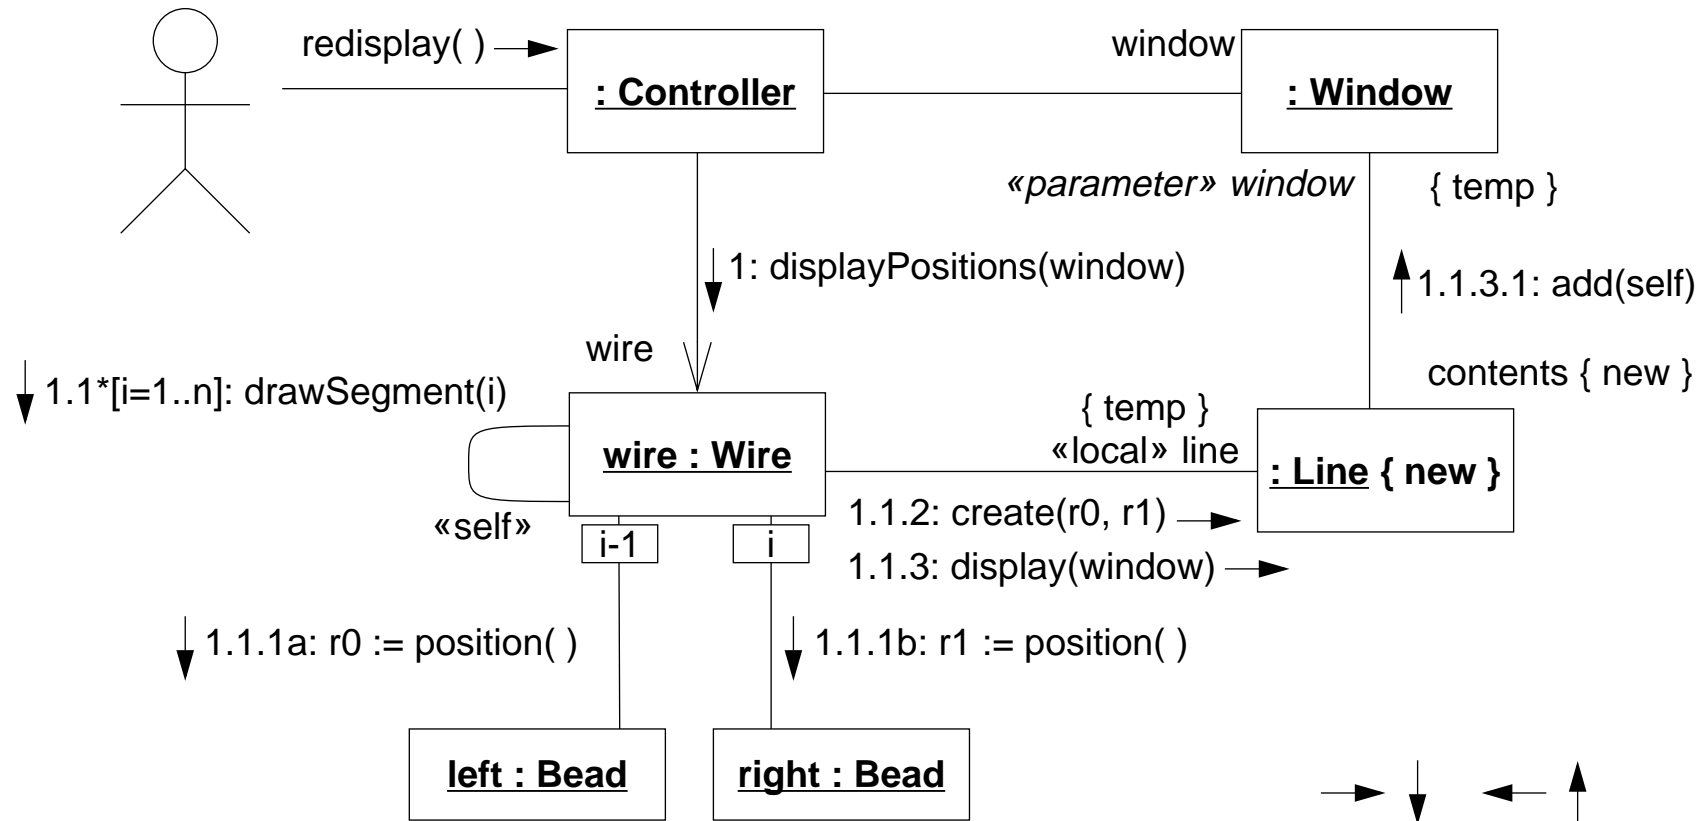 redisplay( )
: Controller
window
: Window
«parameter» window
{ temp }
1: displayPositions(window)
1.1.3.1: add(self)
wire
1.1*[i=1..n]: drawSegment(i)
contents { new }
{ temp }
«local» line
wire : Wire
: Line { new }
«self»
1.1.2: create(r0, r1)
i-1
i
1.1.3: display(window)
1.1.1a: r0 := position( )
1.1.1b: r1 := position( )
left : Bead
right : Bead